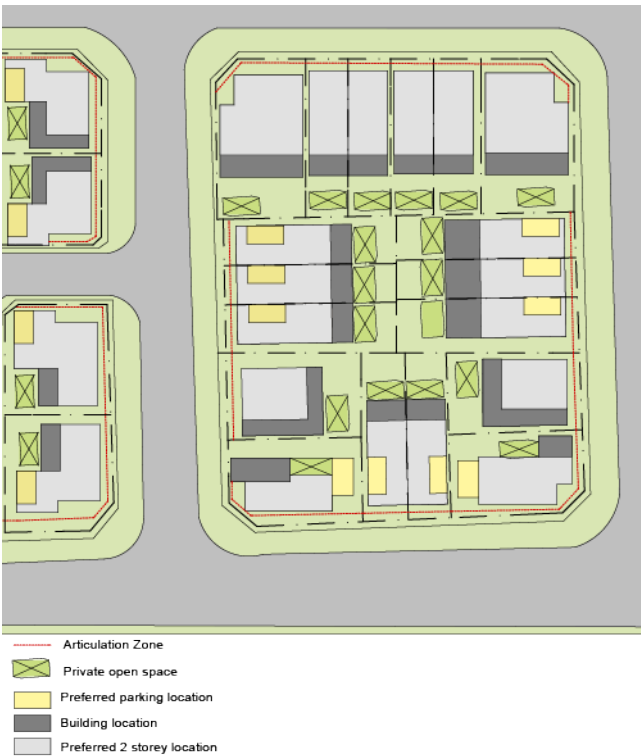 Articulation Zone
Private open space
Preferred parking location
Building location
Preferred 2 storey location